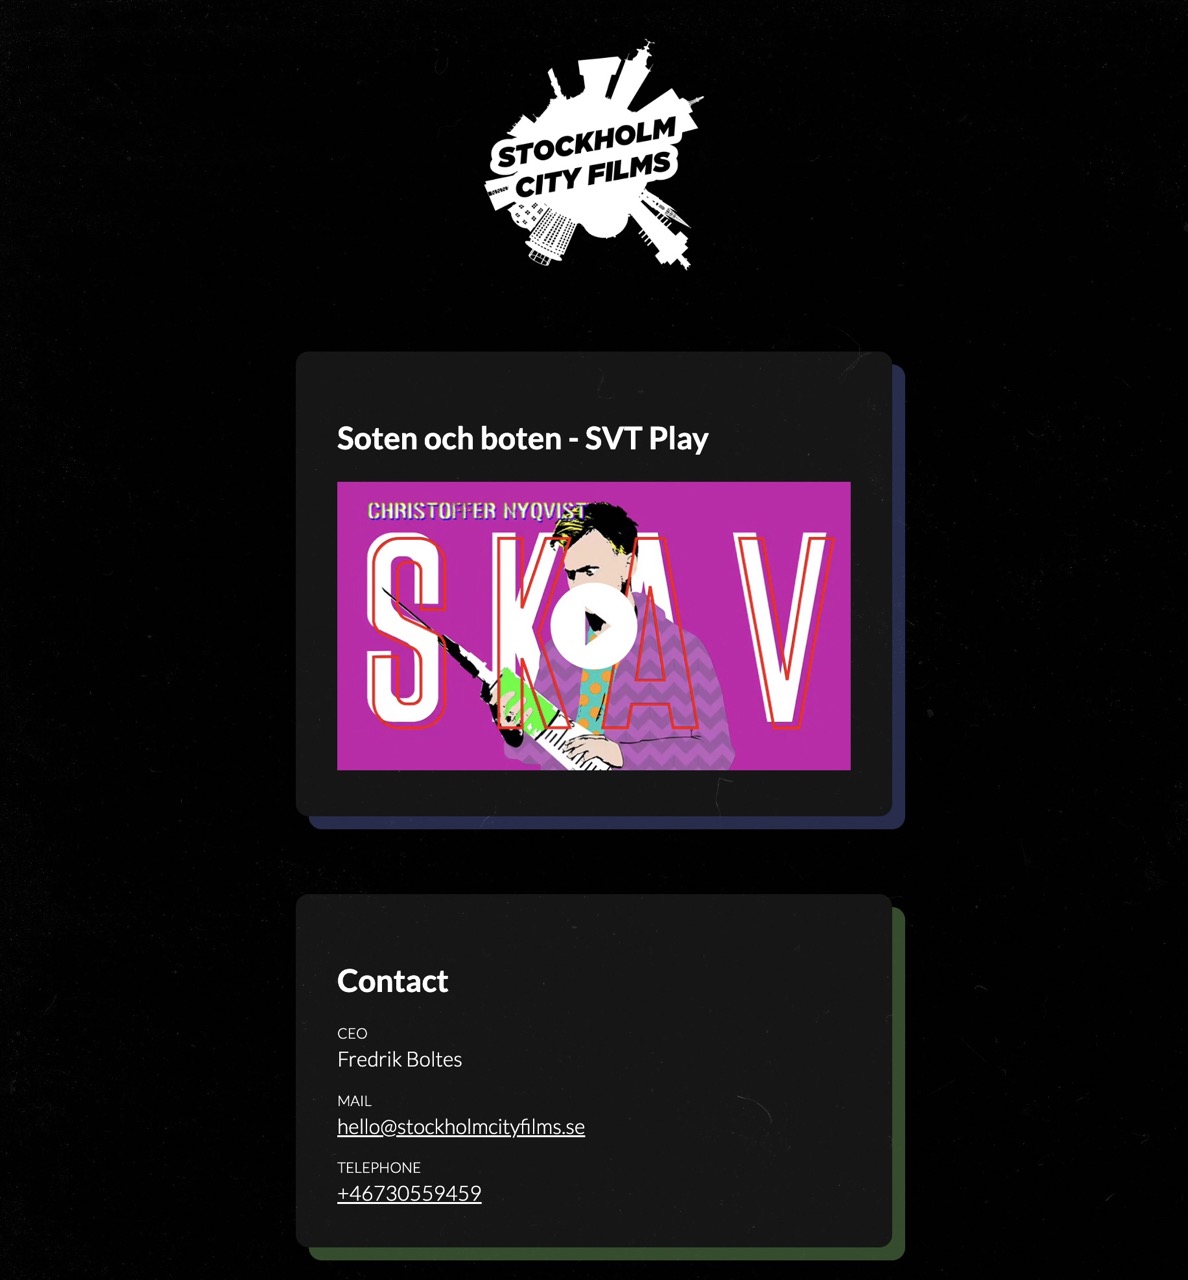 STOCKHOLM
CITY FILMS
Soten och boten - SVT Play
CHRISTOFFER NYQVIST
SKAV
Contact
CEO
Fredrik Boltes
MAIL
hello@stockholmcityfilms.se
TELEPHONE
+46730559459